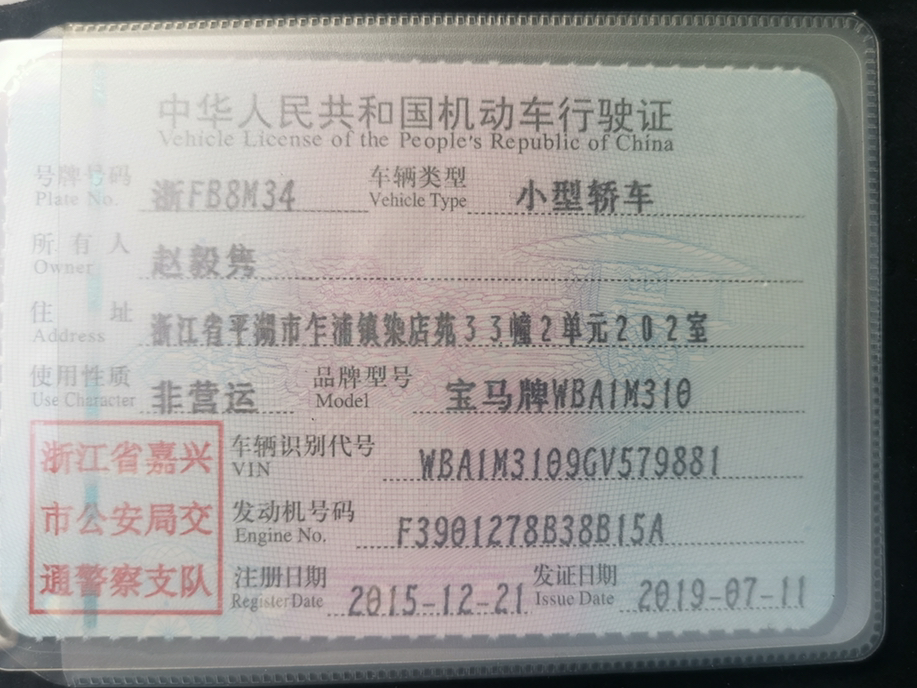 中华人民共和国机动车行驶证
Vehicle License of the People's Republic of China
号牌号码 浙FB8M34 车辆类型 小型轿车
Plate No. Vehicle Type
所有人 赵毅隽
Owner
住址 浙江省平湖市乍浦镇染店苑33幢2单元202室
Address
使用性质 非营运 品牌型号 宝马牌WBA1M310
Use Character Model
浙江省嘉兴
市公安局交
通警察支队
车辆识别代号 WBA1M3109GV579881
VIN
发动机号码 F3901278B38B15A
Engine No.
注册日期 2015-12-21 发证日期 2019-07-11
Register Date Issue Date